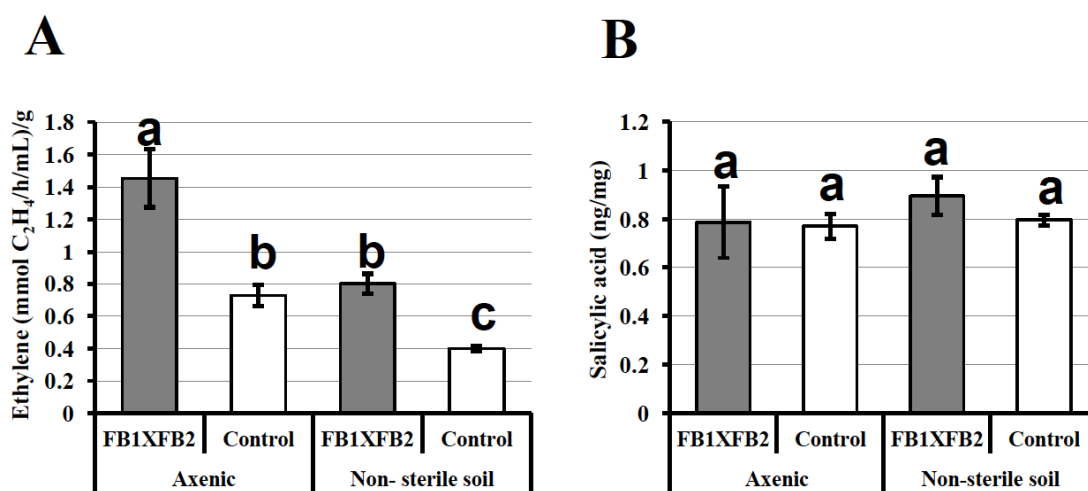 A
Ethylene (mmol C₂H₄/h/mL)/g
1.8
1.6
1.4
1.2
1
0.8
0.6
0.4
0.2
0
a
b
b
c
FB1XFB2 Control FB1XFB2 Control
Axenic Non- sterile soil
B
Salicylic acid (ng/mg)
1.2
1
0.8
0.6
0.4
0.2
0
a
a
a
a
FB1XFB2 Control FB1XFB2 Control
Axenic Non-sterile soil